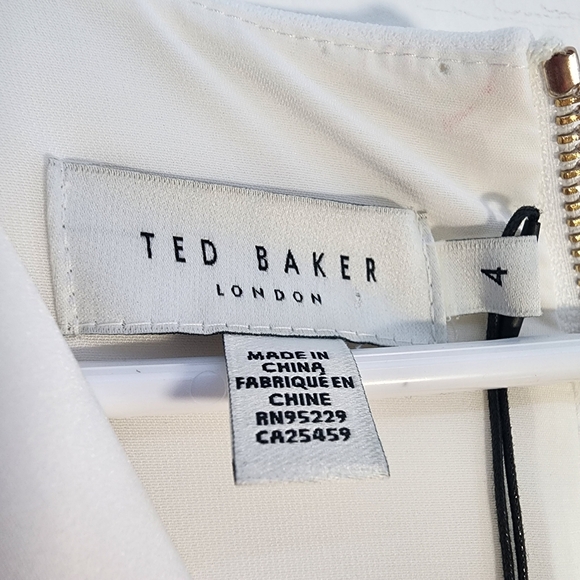 TED BAKER
LONDON
4
MADE IN
CHINA
FABRIQUÉ EN
CHINE
RN95229
CA25459